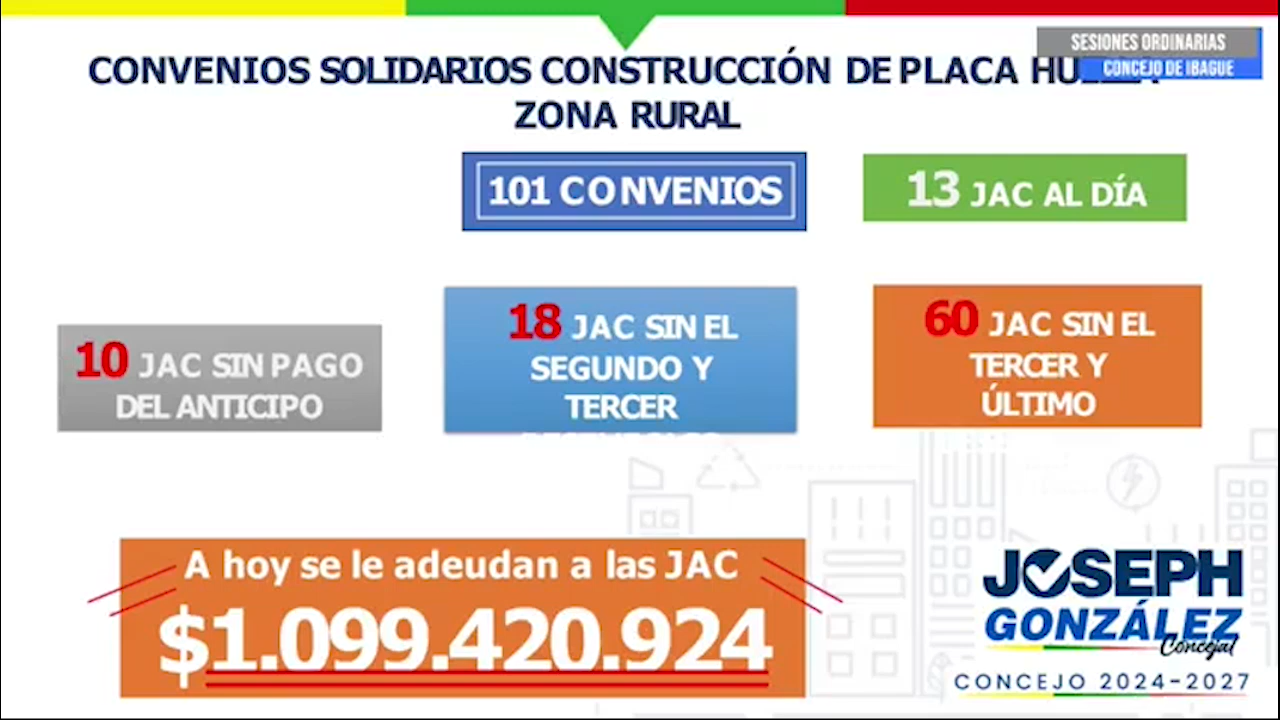 SESIONES ORDINARIAS
CONCEJO DE IBAGUE
CONVENIOS SOLIDARIOS CONSTRUCCIÓN DE PLACA
ZONA RURAL
101 CONVENIOS
13 JAC AL DÍA
10 JAC SIN PAGO
DEL ANTICIPO
18 JAC SIN EL
SEGUNDO Y
TERCER
60 JAC SIN EL
TERCER Y
ÚLTIMO
A hoy se le adeudan a las JAC
$1.099.420.924
JOSEPH
GONZÁLEZ
Concejal
CONCEJO 2024-2027